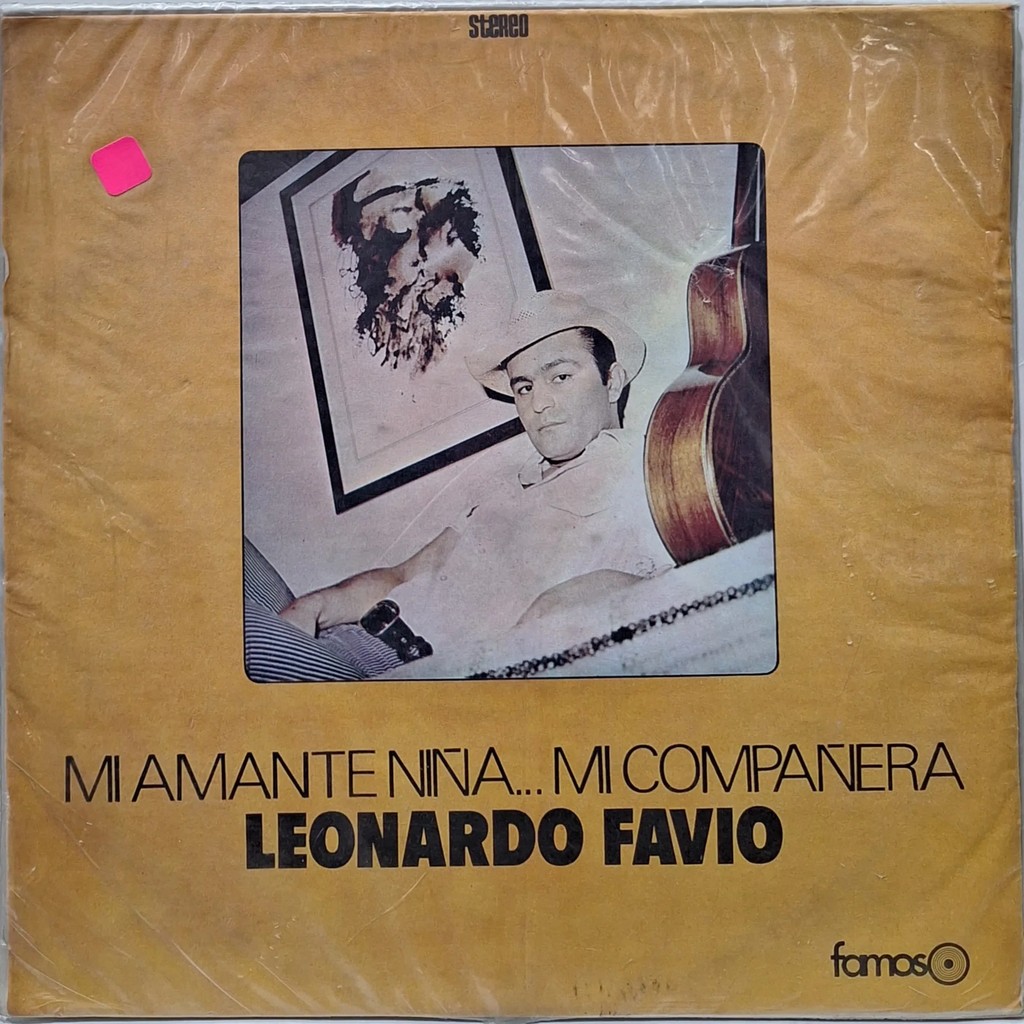 STEREO
MI AMANTE NIÑA... MI COMPAÑERA
LEONARDO FAVIO
famoso